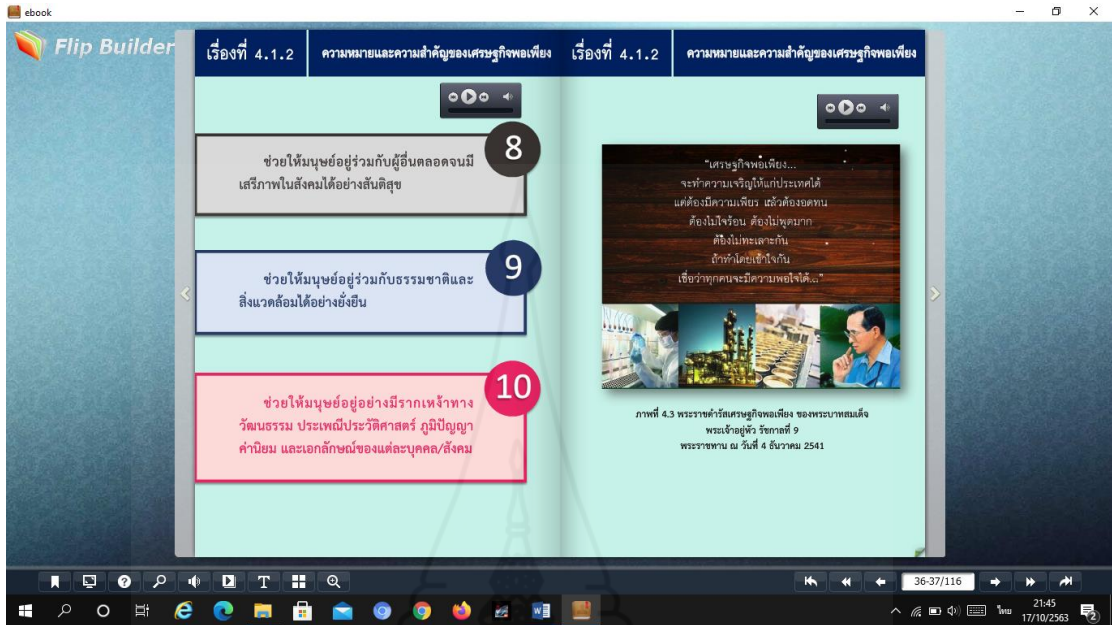 ebook
Flip Builder
เรื่องที่ 4.1.2
ความหมายและความสำคัญของเศรษฐกิจพอเพียง
8
ช่วยให้มนุษย์อยู่ร่วมกับผู้อื่นตลอดจนมี
เสรีภาพในสังคมได้อย่างสันติสุข
9
ช่วยให้มนุษย์อยู่ร่วมกับธรรมชาติและ
สิ่งแวดล้อมได้อย่างยั่งยืน
10
ช่วยให้มนุษย์อยู่อย่างมีรากเหง้าทาง
วัฒนธรรม ประเพณีประวัติศาสตร์ ภูมิปัญญา
ค่านิยม และเอกลักษณ์ของแต่ละบุคคล/สังคม
เรื่องที่ 4.1.2
ความหมายและความสำคัญของเศรษฐกิจพอเพียง
“เศรษฐกิจพอเพียง...
จะทำความเจริญให้แก่ประเทศได้
แต่ต้องมีความเพียร แล้วต้องอดทน
ต้องไม่ใจร้อน ต้องไม่พูดมาก
ต้องไม่ทะเลาะกัน
ถ้าทำโดยเข้าใจกัน
เชื่อว่าทุกคนจะมีความพอใจได้...”
ภาพที่ 4.3 พระราชดำรัสเศรษฐกิจพอเพียง ของพระบาทสมเด็จ
พระเจ้าอยู่หัว รัชกาลที่ 9
พระราชทาน ณ วันที่ 4 ธันวาคม 2541
36-37/116
ไทย
21:45
17/10/2563
2